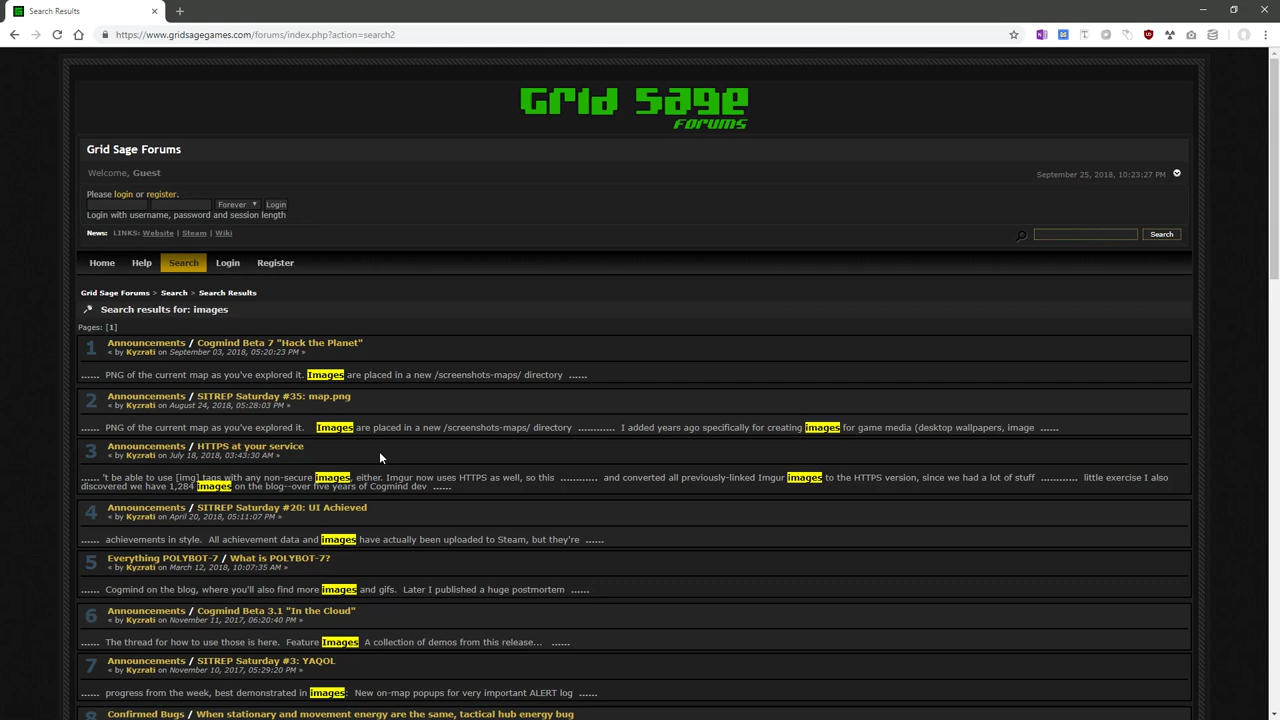 Search Results
https://www.gridsagegames.com/forums/index.php?action=search2
Grid Sage
Forums
Grid Sage Forums
Welcome, Guest
September 25, 2018, 10:23:27 PM
Please login or register.
Forever Login
Login with username, password and session length
News: LINKS: Website | Steam | Wiki
Search
Home Help Search Login Register
Grid Sage Forums > Search > Search Results
Search results for: images
Pages: [1]
1 Announcements / Cogmind Beta 7 "Hack the Planet"
« by Kyzrati on September 03, 2018, 05:20:23 PM »
...... PNG of the current map as you've explored it. Images are placed in a new /screenshots-maps/ directory ......
2 Announcements / SITREP Saturday #35: map.png
« by Kyzrati on August 24, 2018, 05:28:03 PM »
...... PNG of the current map as you've explored it. Images are placed in a new /screenshots-maps/ directory ............ I added years ago specifically for creating images for game media (desktop wallpapers, image ......
3 Announcements / HTTPS at your service
« by Kyzrati on July 18, 2018, 03:43:30 AM »
...... 't be able to use [img] tags with any non-secure images, either. Imgur now uses HTTPS as well, so this ............ and converted all previously-linked Imgur images to the HTTPS version, since we had a lot of stuff ............ little exercise I also
discovered we have 1,284 images on the blog--over five years of Cogmind dev ......
4 Announcements / SITREP Saturday #20: UI Achieved
« by Kyzrati on April 20, 2018, 05:11:07 PM »
...... achievements in style. All achievement data and images have actually been uploaded to Steam, but they're ......
5 Everything POLYBOT-7 / What is POLYBOT-7?
« by Kyzrati on March 12, 2018, 10:07:35 AM »
...... Cogmind on the blog, where you'll also find more images and gifs. Later I published a huge postmortem ......
6 Announcements / Cogmind Beta 3.1 "In the Cloud"
« by Kyzrati on November 11, 2017, 06:20:40 PM »
...... The thread for how to use those is here. Feature Images A collection of demos from this release... ......
7 Announcements / SITREP Saturday #3: YAQOL
« by Kyzrati on November 10, 2017, 05:29:20 PM »
...... progress from the week, best demonstrated in images: New on-map popups for very important ALERT log ......
8 Confirmed Bugs / When stationary and movement energy are the same, tactical hub energy bug